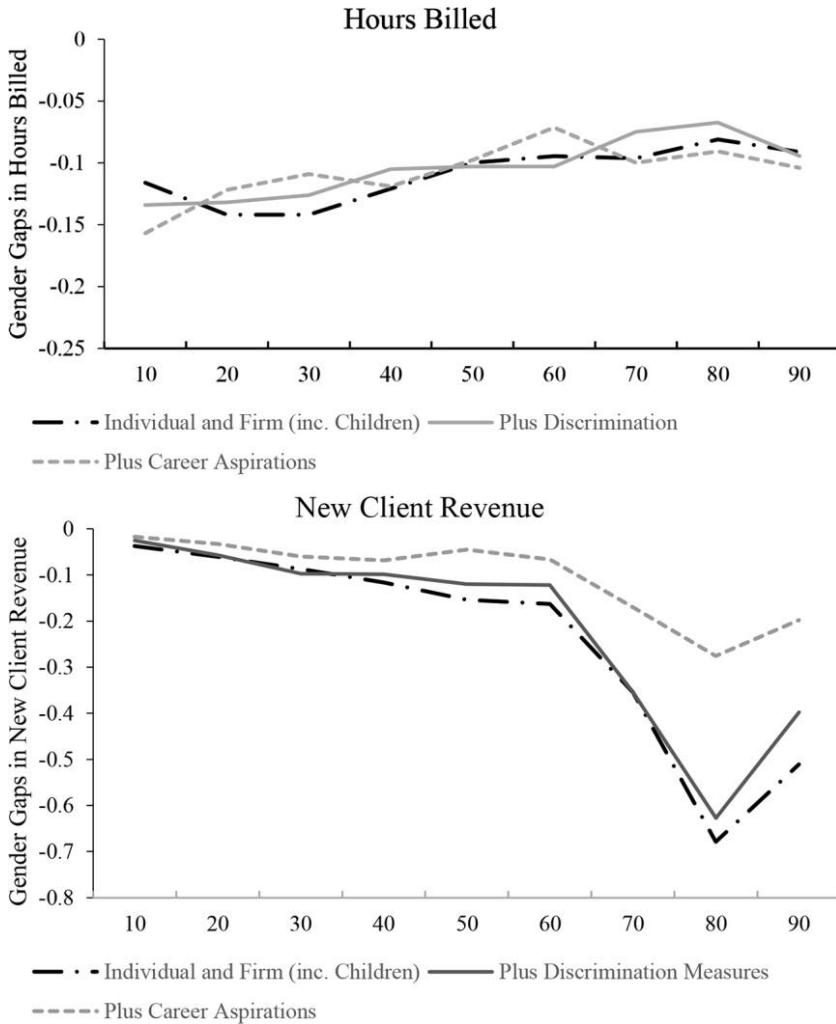 Hours Billed
Gender Gaps in Hours Billed
0
-0.05
-0.1
-0.15
-0.2
-0.25
10 20 30 40 50 60 70 80 90
Individual and Firm (inc. Children) Plus Discrimination
Plus Career Aspirations
New Client Revenue
Gender Gaps in New Client Revenue
0
-0.1
-0.2
-0.3
-0.4
-0.5
-0.6
-0.7
-0.8
10 20 30 40 50 60 70 80 90
Individual and Firm (inc. Children) Plus Discrimination Measures
Plus Career Aspirations